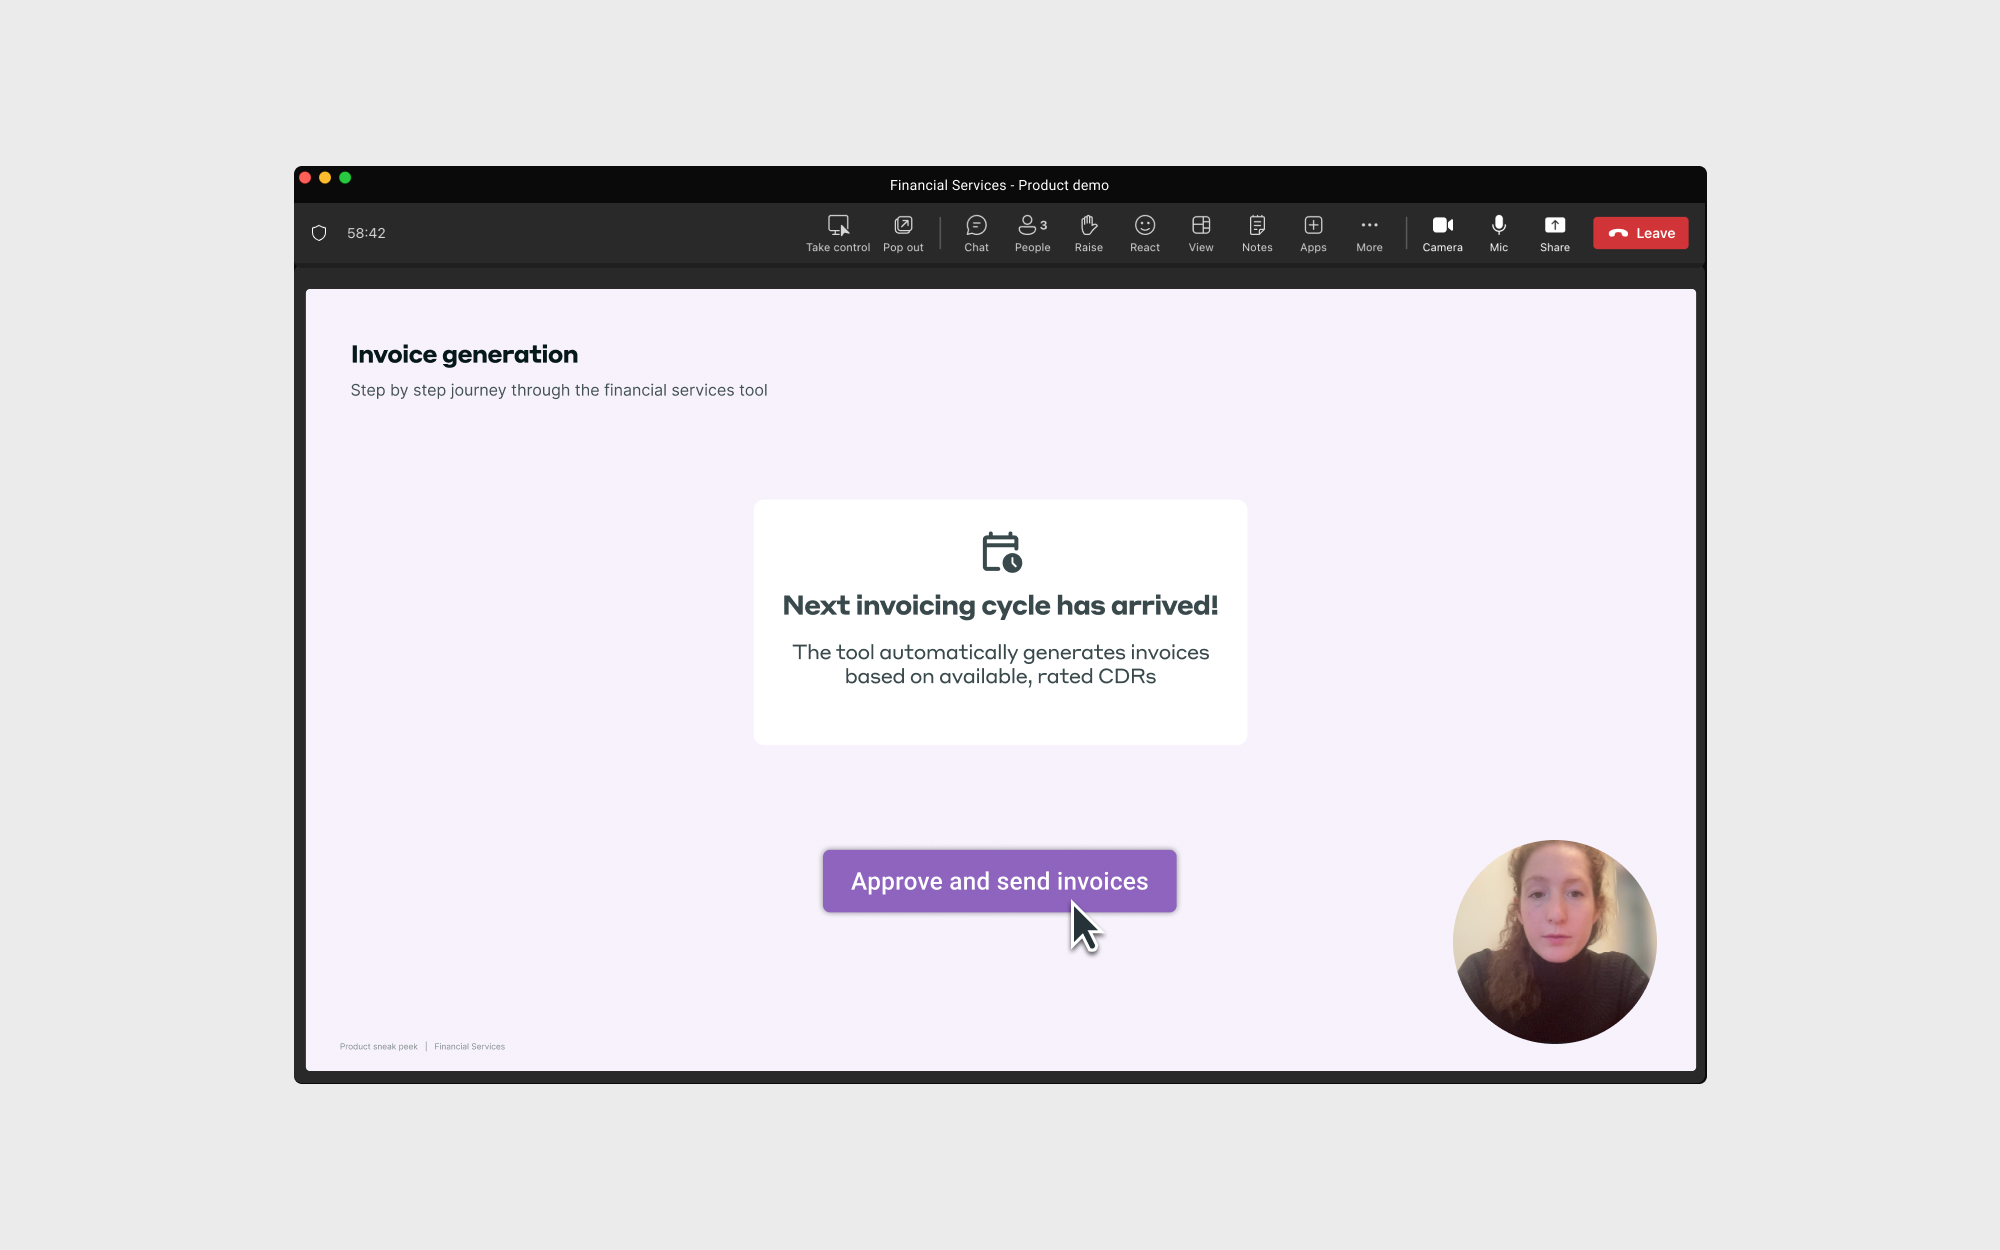 Financial Services - Product demo
58:42
Take control
Pop out
Chat
3
People
Raise
React
View
Notes
Apps
More
Camera
Mic
Share
Leave
Invoice generation
Step by step journey through the financial services tool
Next invoicing cycle has arrived!
The tool automatically generates invoices
based on available, rated CDRs
Approve and send invoices
Product sneak peek | Financial Services